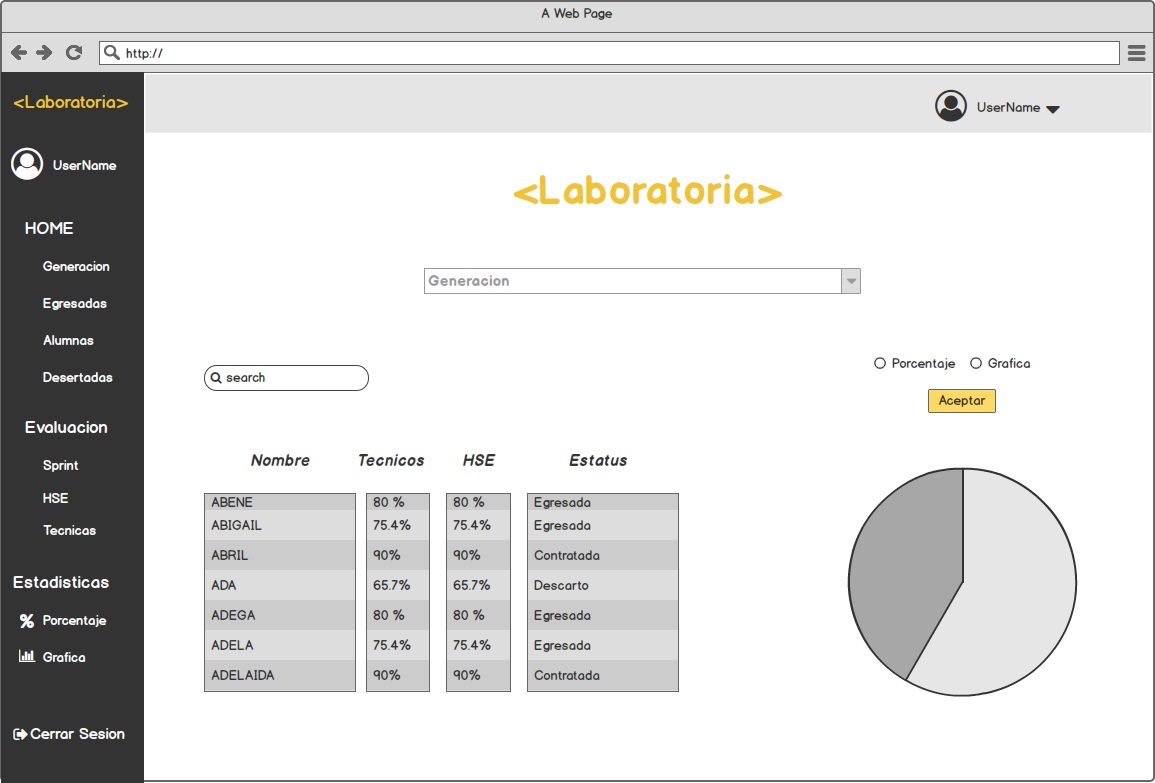 A Web Page
http://
<Laboratoria>
UserName
HOME
Generacion
Egresadas
Alumnas
Desertadas
Evaluacion
Sprint
HSE
Tecnicas
Estadisticas
% Porcentaje
Grafica
Cerrar Sesion
UserName
<Laboratoria>
Generacion
search
Porcentaje Grafica
Aceptar
Nombre Tecnicos HSE Estatus
ABENE 80 % 80 % Egresada
ABIGAIL 75.4% 75.4% Egresada
ABRIL 90% 90% Contratada
ADA 65.7% 65.7% Descarto
ADEGA 80 % 80 % Egresada
ADELA 75.4% 75.4% Egresada
ADELAIDA 90% 90% Contratada